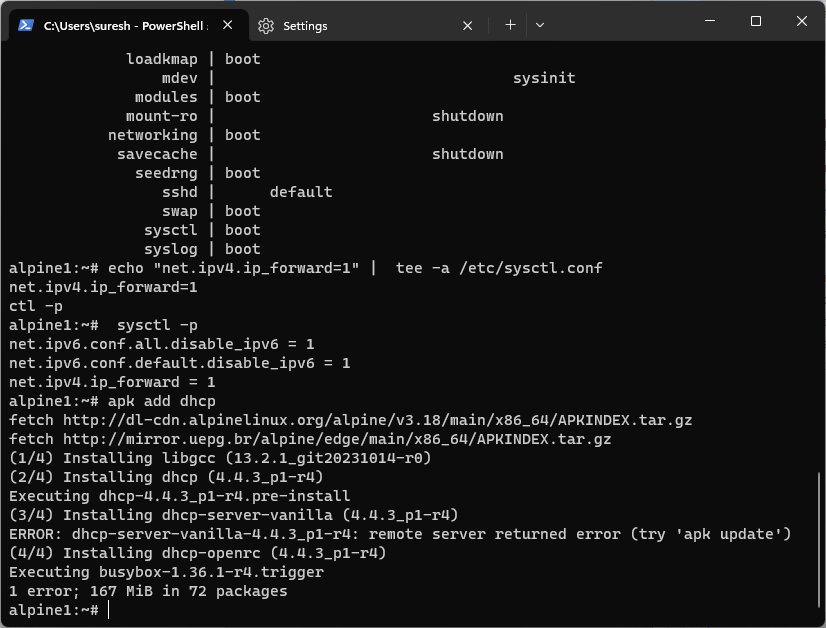 C:\Users\suresh - PowerShell
Settings
loadkmap | boot
mdev | sysinit
modules | boot
mount-ro | shutdown
networking | boot
savecache | shutdown
seedrng | boot
sshd | default
swap | boot
sysctl | boot
syslog | boot
alpine1:~# echo "net.ipv4.ip_forward=1" |  tee -a /etc/sysctl.conf
net.ipv4.ip_forward=1
ctl -p
alpine1:~#  sysctl -p
net.ipv6.conf.all.disable_ipv6 = 1
net.ipv6.conf.default.disable_ipv6 = 1
net.ipv4.ip_forward = 1
alpine1:~# apk add dhcp
fetch http://dl-cdn.alpinelinux.org/alpine/v3.18/main/x86_64/APKINDEX.tar.gz
fetch http://mirror.uepg.br/alpine/edge/main/x86_64/APKINDEX.tar.gz
(1/4) Installing libgcc (13.2.1_git20231014-r0)
(2/4) Installing dhcp (4.4.3_p1-r4)
Executing dhcp-4.4.3_p1-r4.pre-install
(3/4) Installing dhcp-server-vanilla (4.4.3_p1-r4)
ERROR: dhcp-server-vanilla-4.4.3_p1-r4: remote server returned error (try 'apk update')
(4/4) Installing dhcp-openrc (4.4.3_p1-r4)
Executing busybox-1.36.1-r4.trigger
1 error; 167 MiB in 72 packages
alpine1:~#